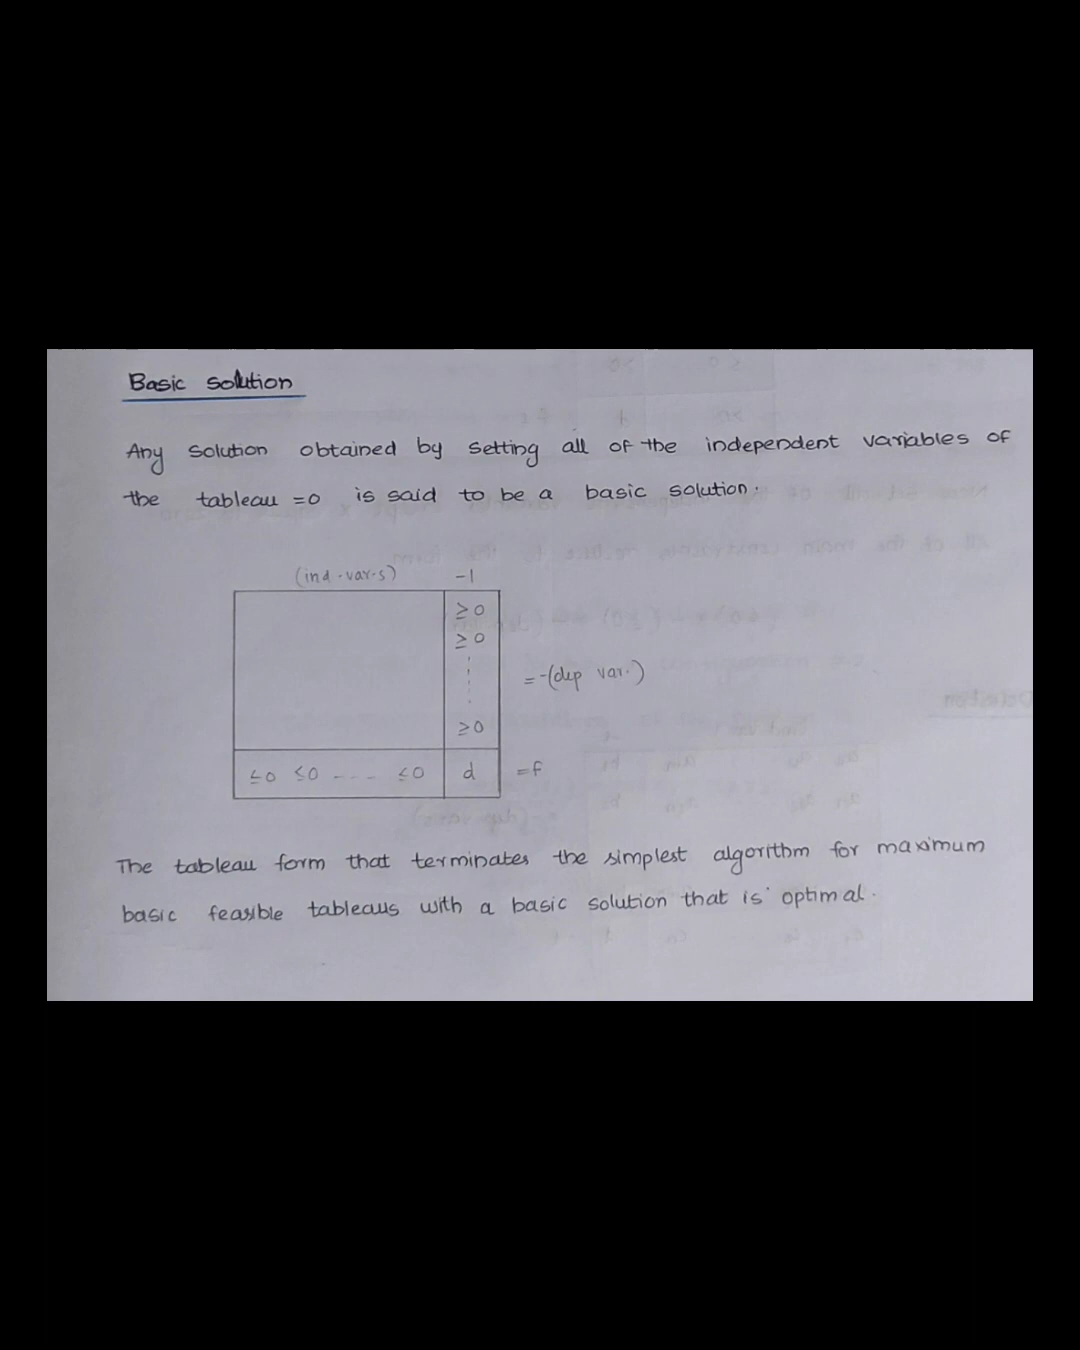 Basic solution
Any solution obtained by setting all of the independent variables of
the tableau =0 is said to be a basic solution.
(ind-var-s) -1
≥0
≥0
≥0
=-(dep var.)
≤0 ≤0 --- ≤0 d =f
The tableau form that terminates the simplest algorithm for maximum
basic feasible tableaus with a basic solution that is optimal.